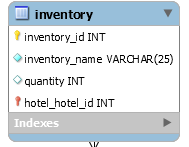 inventory
inventory_id INT
inventory_name VARCHAR(25)
quantity INT
hotel_hotel_id INT
Indexes